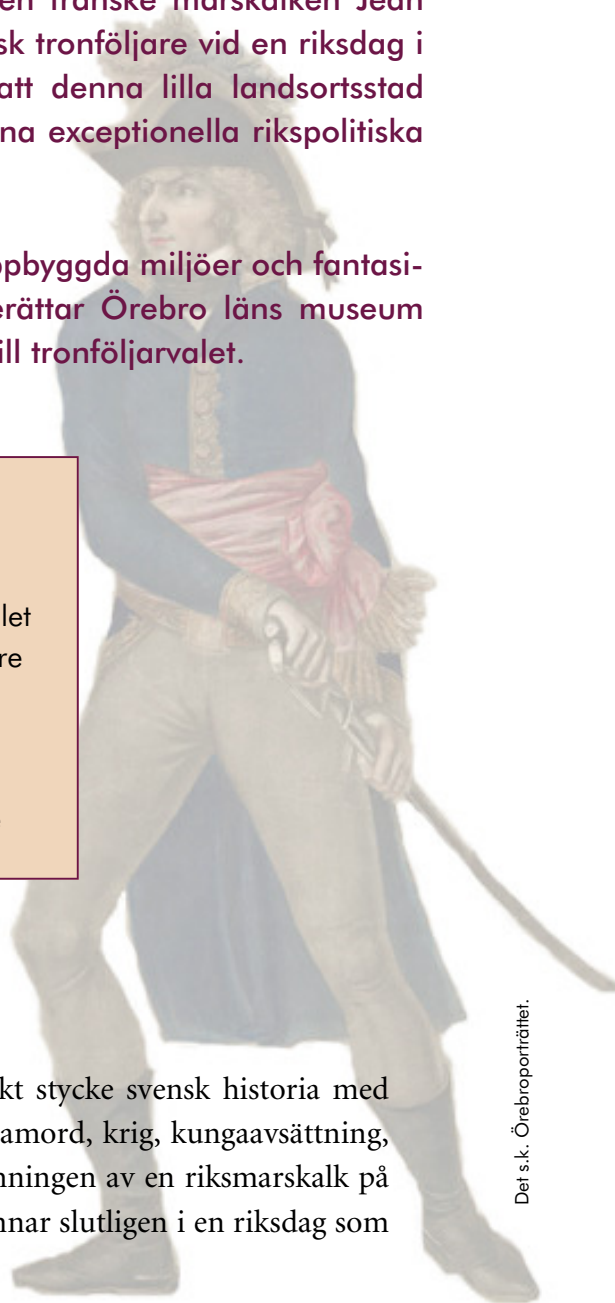 en franske marskalken Jean
sk tronföljare vid en riksdag i
att denna lilla landsortsstad
na exceptionella rikspolitiska
ppbyggda miljöer och fantasi-
erättar Örebro läns museum
ill tronföljarvalet.
let
re
kt stycke svensk historia med
amord, krig, kungaavsättning,
nningen av en riksmarskalk på
nnar slutligen i en riksdag som
Det s.k. Örebroporträttet.